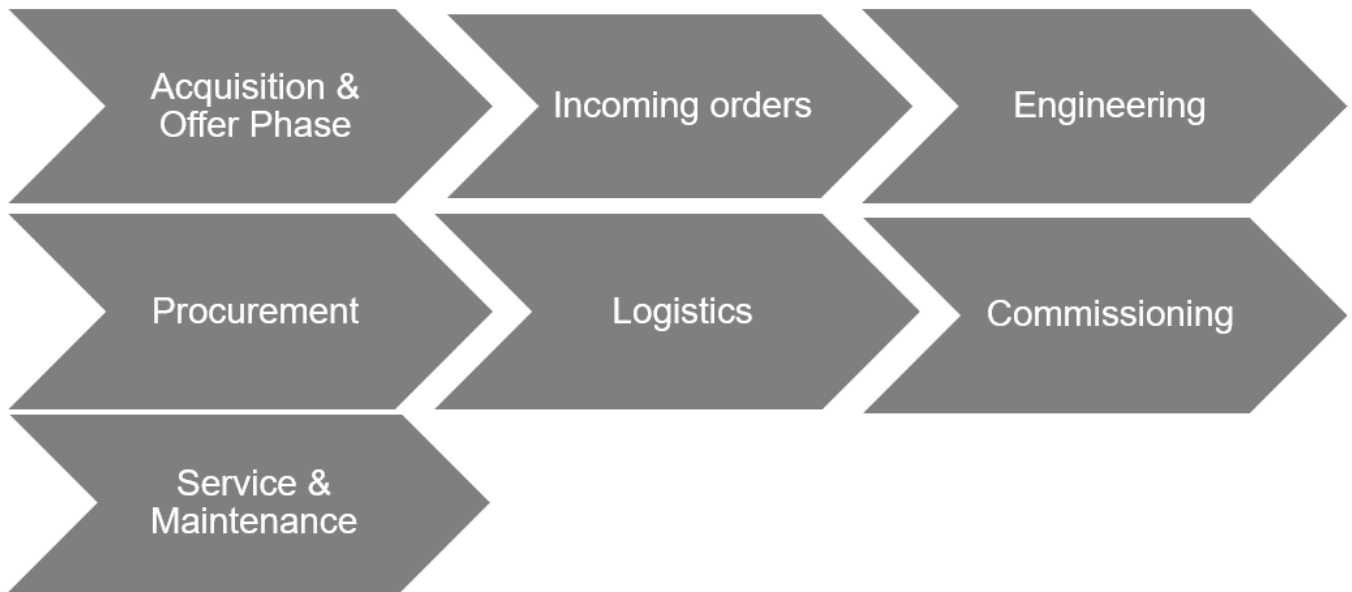 Acquisition &
Offer Phase
Incoming orders
Engineering
Procurement
Logistics
Commissioning
Service &
Maintenance